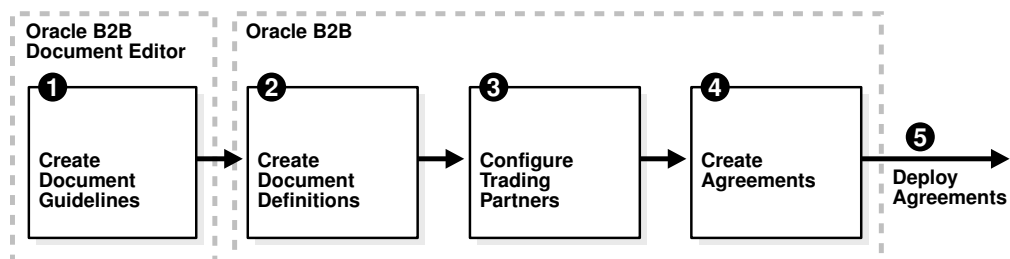 Oracle B2B
Document Editor
Oracle B2B
1
Create
Document
Guidelines
2
Create
Document
Definitions
3
Configure
Trading
Partners
4
Create
Agreements
5
Deploy
Agreements